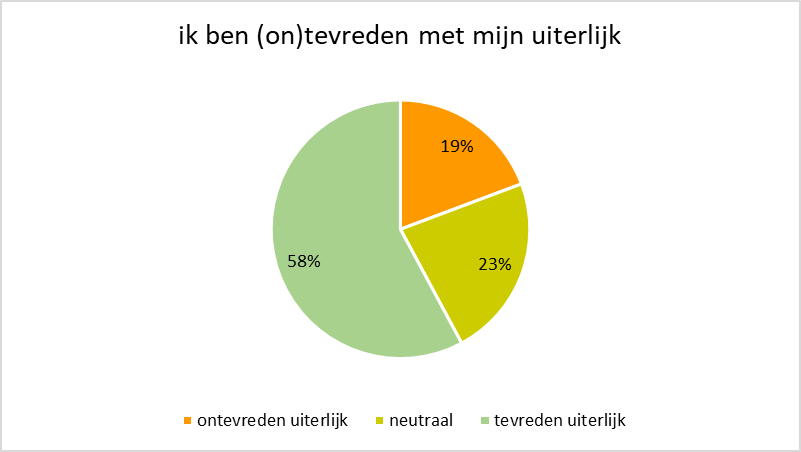 ik ben (on)tevreden met mijn uiterlijk
19%
23%
58%
ontevreden uiterlijk
neutraal
tevreden uiterlijk